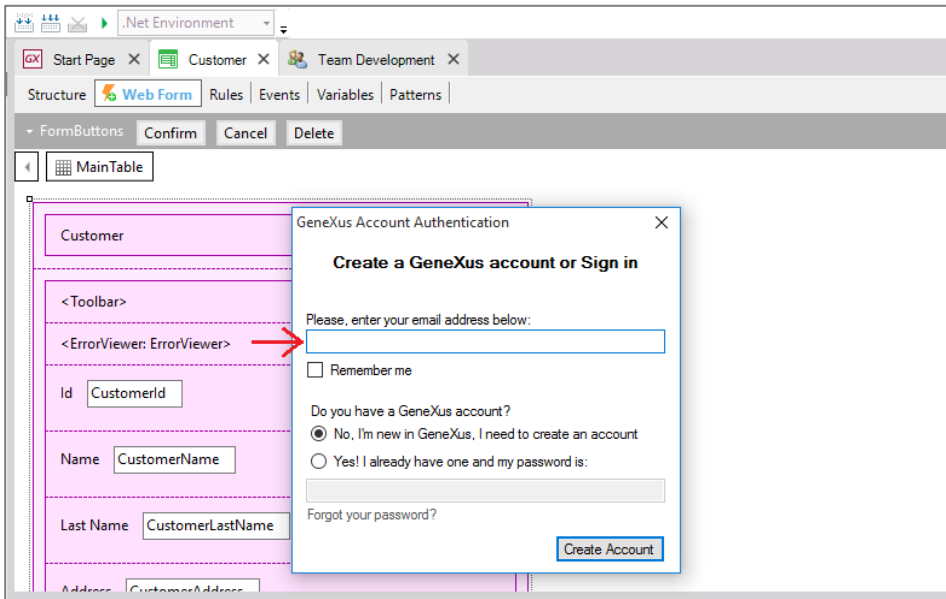 .Net Environment
GX Start Page Customer Team Development
Structure Web Form Rules Events Variables Patterns
FormButtons Confirm Cancel Delete
MainTable
Customer
<Toolbar>
<ErrorViewer: ErrorViewer>
Id CustomerId
Name CustomerName
Last Name CustomerLastName
Address CustomerAddress
GeneXus Account Authentication
Create a GeneXus account or Sign in
Please, enter your email address below:
Remember me
Do you have a GeneXus account?
No, I'm new in GeneXus, I need to create an account
Yes! I already have one and my password is:
Forgot your password?
Create Account